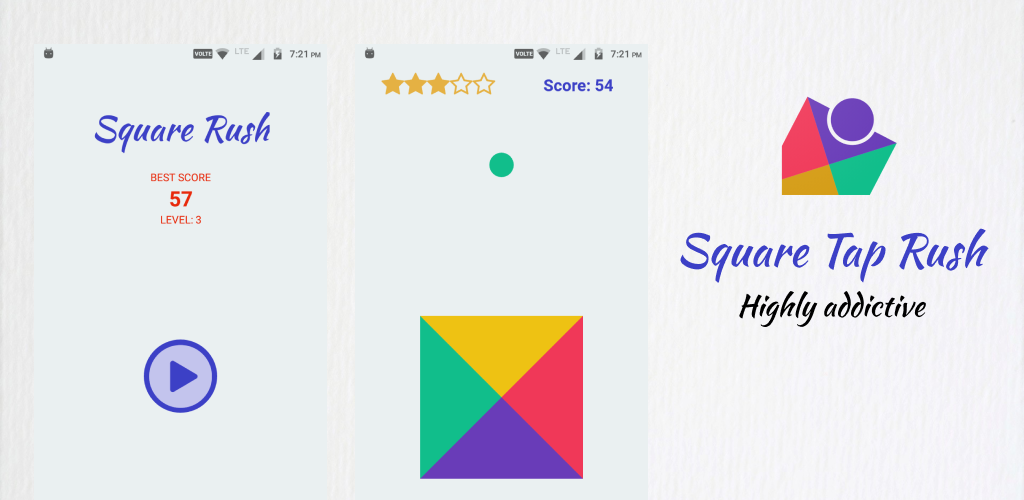 VOLTE LTE 7:21 PM
Square Rush
BEST SCORE
57
LEVEL: 3
VOLTE LTE 7:21 PM
Score: 54
Square Tap Rush
Highly addictive